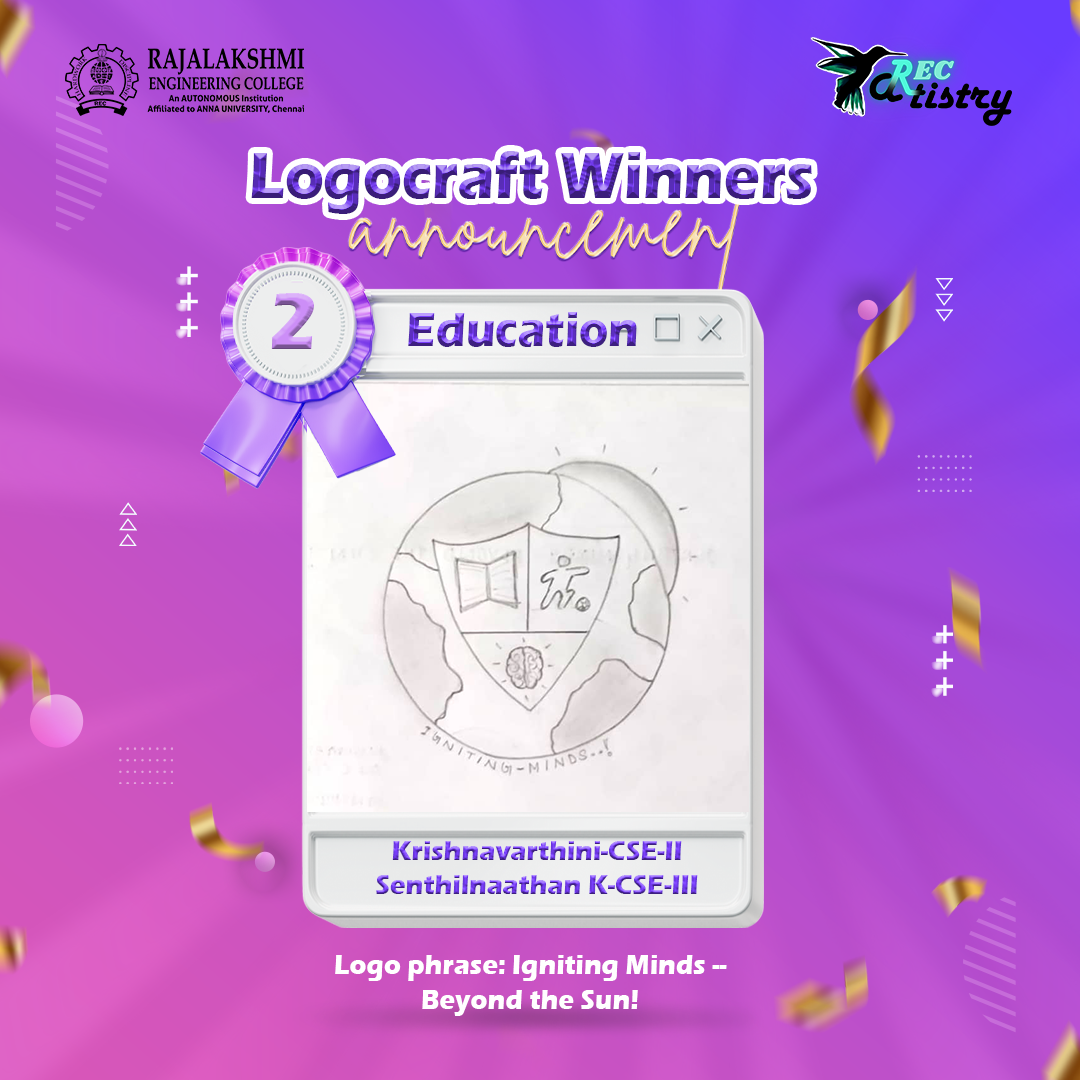 RAJALAKSHMI
ENGINEERING COLLEGE
An AUTONOMOUS Institution
Affiliated to ANNA UNIVERSITY, Chennai
REC
REC
artistry
Logocraft Winners
announcement
2
Education
IGNITING-MINDS--!
Krishnavarthini-CSE-II
Senthilnaathan K-CSE-III
Logo phrase: Igniting Minds --
Beyond the Sun!